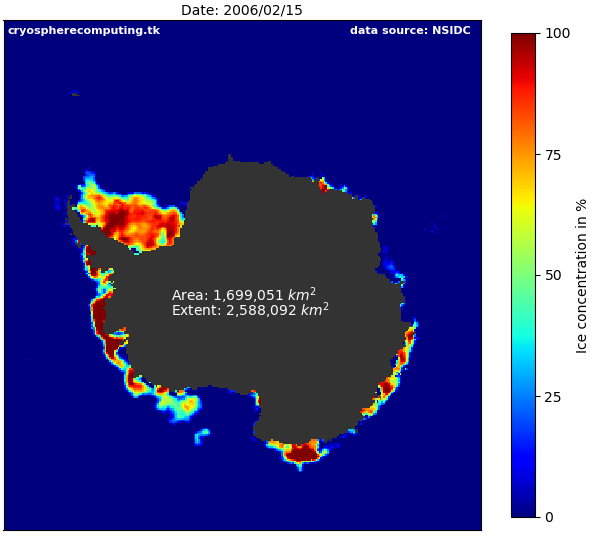 Date: 2006/02/15
cryospherecomputing.tk
data source: NSIDC
Area: 1,699,051 km²
Extent: 2,588,092 km²
100
75
50
25
0
Ice concentration in %